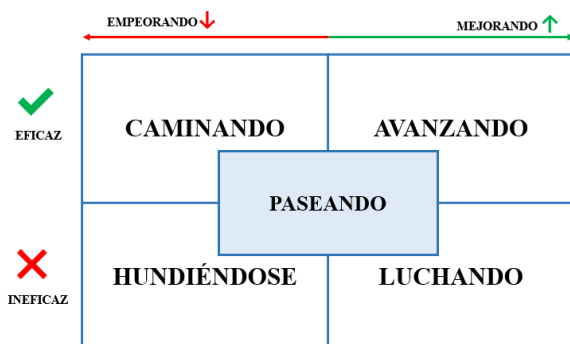 EMPEORANDO
MEJORANDO
EFICAZ
CAMINANDO
AVANZANDO
PASEANDO
INEFICAZ
HUNDIÉNDOSE
LUCHANDO